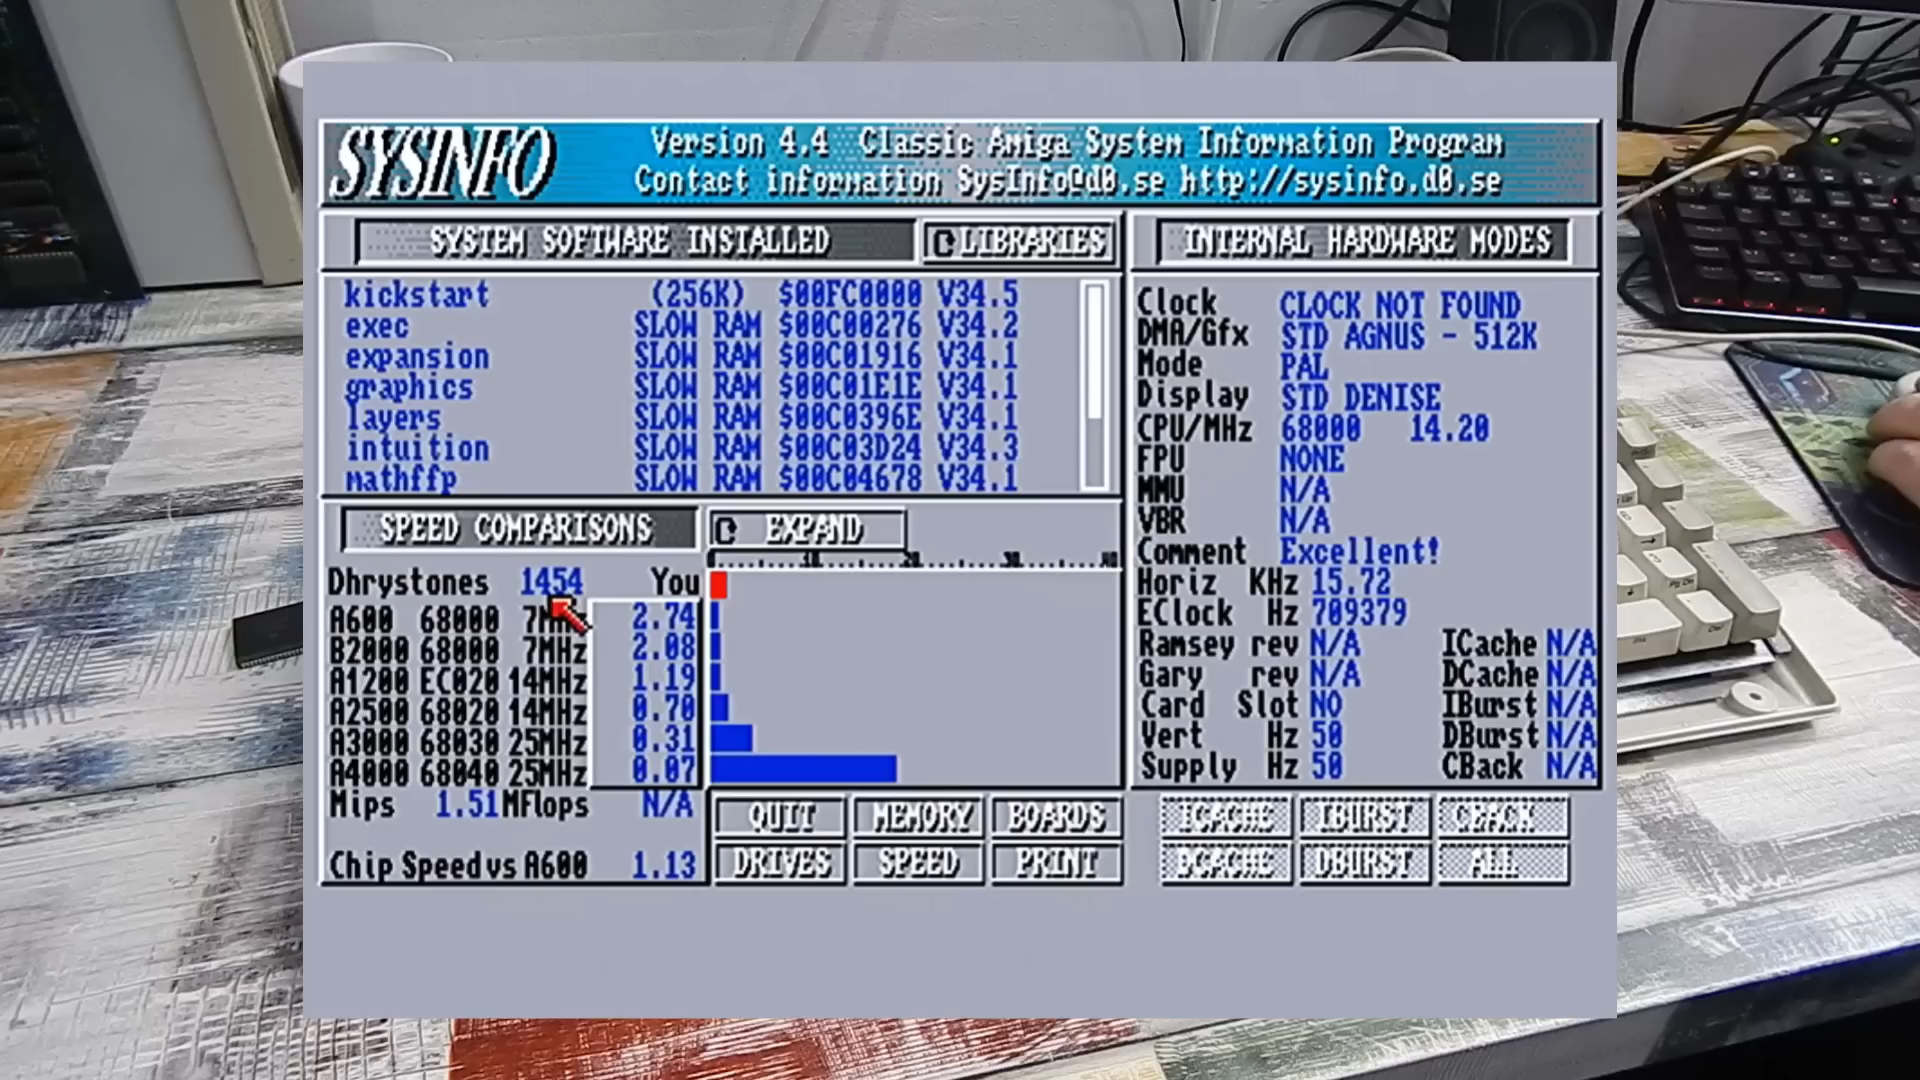 SYSINFO
Version 4.4 Classic Amiga System Information Program
Contact information SysInfo@d0.se http://sysinfo.d0.se
SYSTEM SOFTWARE INSTALLED
LIBRARIES
kickstart (256K) $00FC0000 V34.5
exec SLOW RAM $00C00276 V34.2
expansion SLOW RAM $00C01916 V34.1
graphics SLOW RAM $00C01E1E V34.1
layers SLOW RAM $00C0396E V34.1
intuition SLOW RAM $00C03D24 V34.3
mathffp SLOW RAM $00C04678 V34.1
SPEED COMPARISONS
EXPAND
10 20 30 40
Dhrystones 1454 You
A600 68000 2.74
B2000 68000 7MHz 2.08
A1200 EC020 14MHz 1.19
A2500 68020 14MHz 0.70
A3000 68030 25MHz 0.31
A4000 68040 25MHz 0.07
Mips 1.51 MFlops N/A
Chip Speed vs A600 1.13
QUIT MEMORY BOARDS
DRIVES SPEED PRINT
INTERNAL HARDWARE MODES
Clock CLOCK NOT FOUND
DMA/Gfx STD AGNUS - 512K
Mode PAL
Display STD DENISE
CPU/MHz 68000 14.20
FPU NONE
MMU N/A
VBR N/A
Comment Excellent!
Horiz KHz 15.72
EClock Hz 709379
Ramsey rev N/A ICache N/A
Gary rev N/A DCache N/A
Card Slot NO IBurst N/A
Vert Hz 50 DBurst N/A
Supply Hz 50 CBack N/A
ICACHE IBURST CBACK
DCACHE DBURST ALL